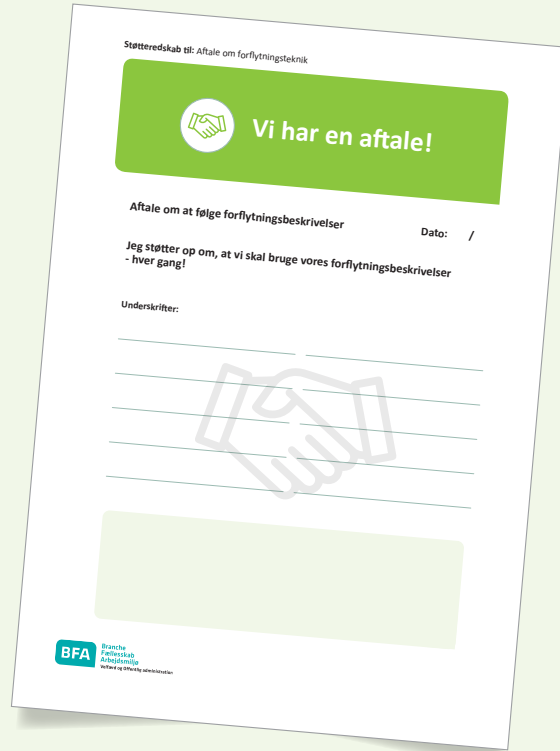 Støtteredskab til: Aftale om forflytningsteknik
Vi har en aftale!
Aftale om at følge forflytningsbeskrivelser
Dato: /
Jeg støtter op om, at vi skal bruge vores forflytningsbeskrivelser
- hver gang!
Underskrifter:
BFA
Branche
Fællesskab
Arbejdsmiljø
Velfærd og Offentlig administration